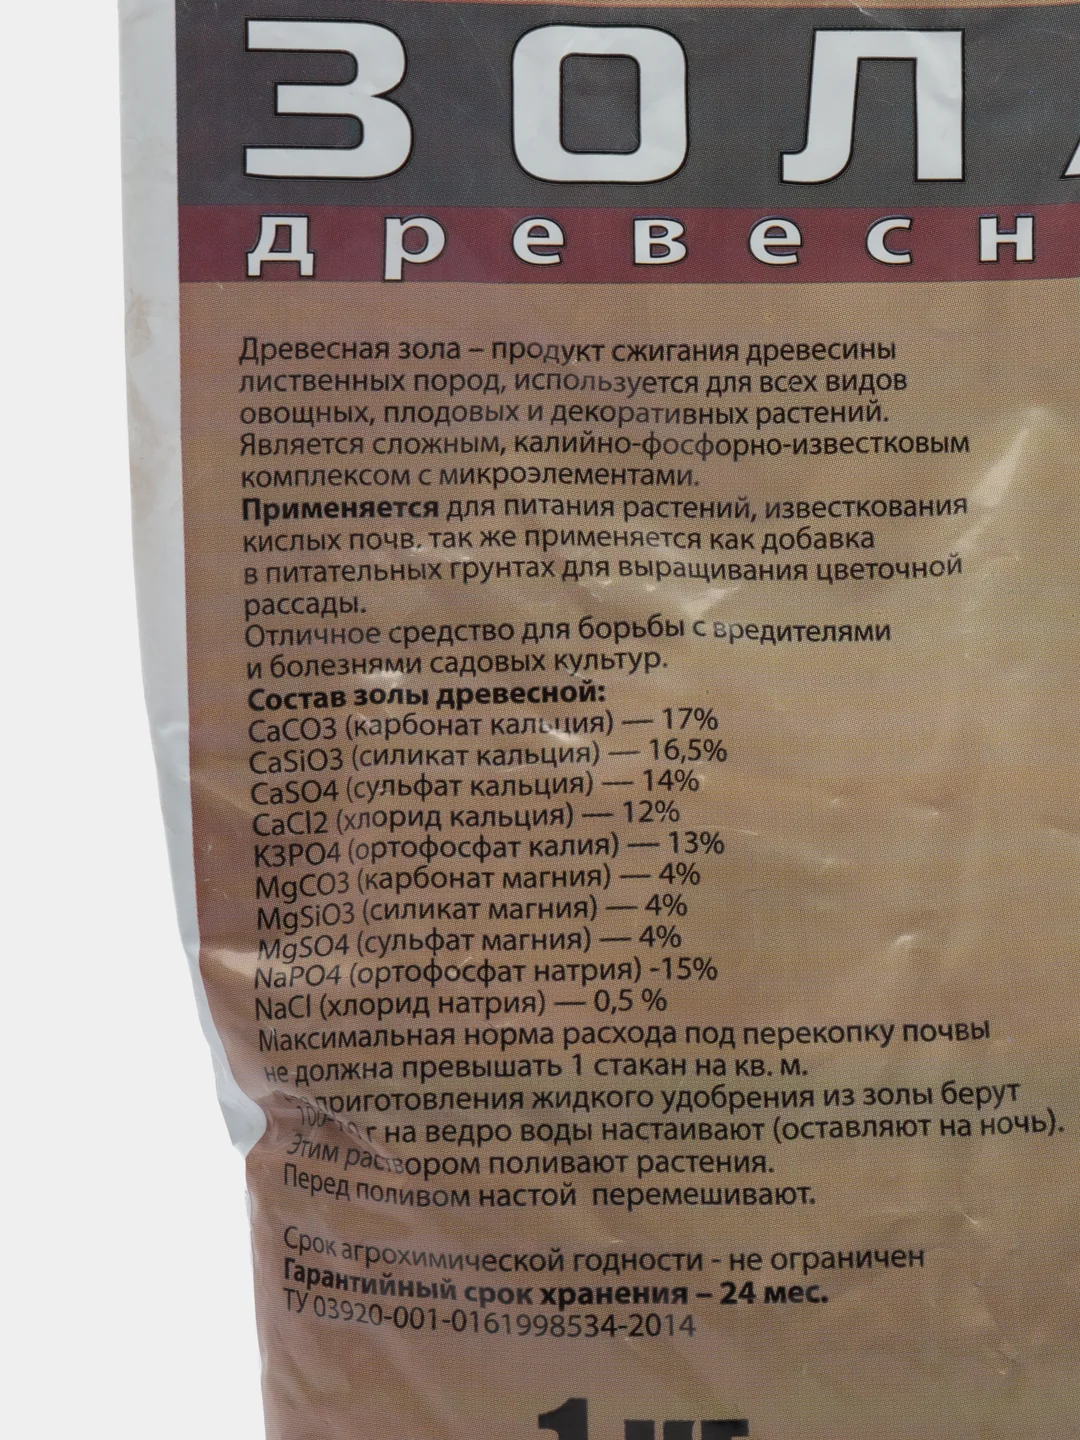 ЗОЛА
древесн
Древесная зола – продукт сжигания древесины
лиственных пород, используется для всех видов
овощных, плодовых и декоративных растений.
Является сложным, калийно-фосфорно-известковым
комплексом с микроэлементами.
Применяется для питания растений, известкования
кислых почв. так же применяется как добавка
в питательных грунтах для выращивания цветочной
рассады.
Отличное средство для борьбы с вредителями
и болезнями садовых культур.
Состав золы древесной:
CaCO3 (карбонат кальция) — 17%
CaSiO3 (силикат кальция) — 16,5%
CaSO4 (сульфат кальция) — 14%
CaCl2 (хлорид кальция) — 12%
K3PO4 (ортофосфат калия) — 13%
MgCO3 (карбонат магния) — 4%
MgSiO3 (силикат магния) — 4%
MgSO4 (сульфат магния) — 4%
NaPO4 (ортофосфат натрия) -15%
NaCl (хлорид натрия) — 0,5 %
Максимальная норма расхода под перекопку почвы
не должна превышать 1 стакан на кв. м.
приготовления жидкого удобрения из золы берут
г на ведро воды настаивают (оставляют на ночь).
Этим раствором поливают растения.
Перед поливом настой перемешивают.
Срок агрохимической годности - не ограничен
Гарантийный срок хранения – 24 мес.
ТУ 03920-001-0161998534-2014
1 кг